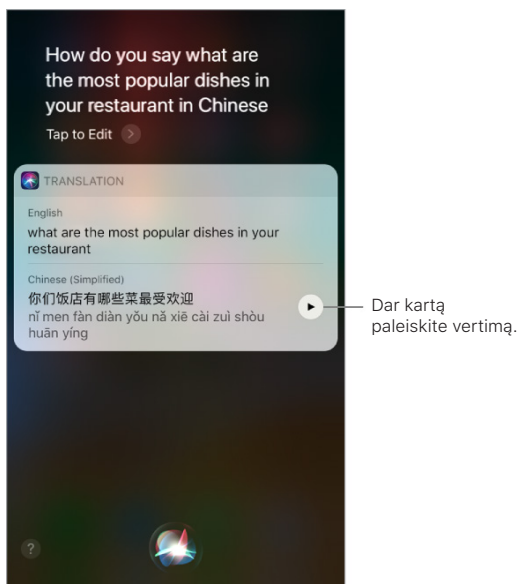 How do you say what are
the most popular dishes in
your restaurant in Chinese
Tap to Edit
TRANSLATION
English
what are the most popular dishes in your
restaurant
Chinese (Simplified)
你们饭店有哪些菜最受欢迎
nǐ men fàn diàn yǒu nǎ xiē cài zuì shòu
huān yíng
Dar kartą
paleiskite vertimą.
?